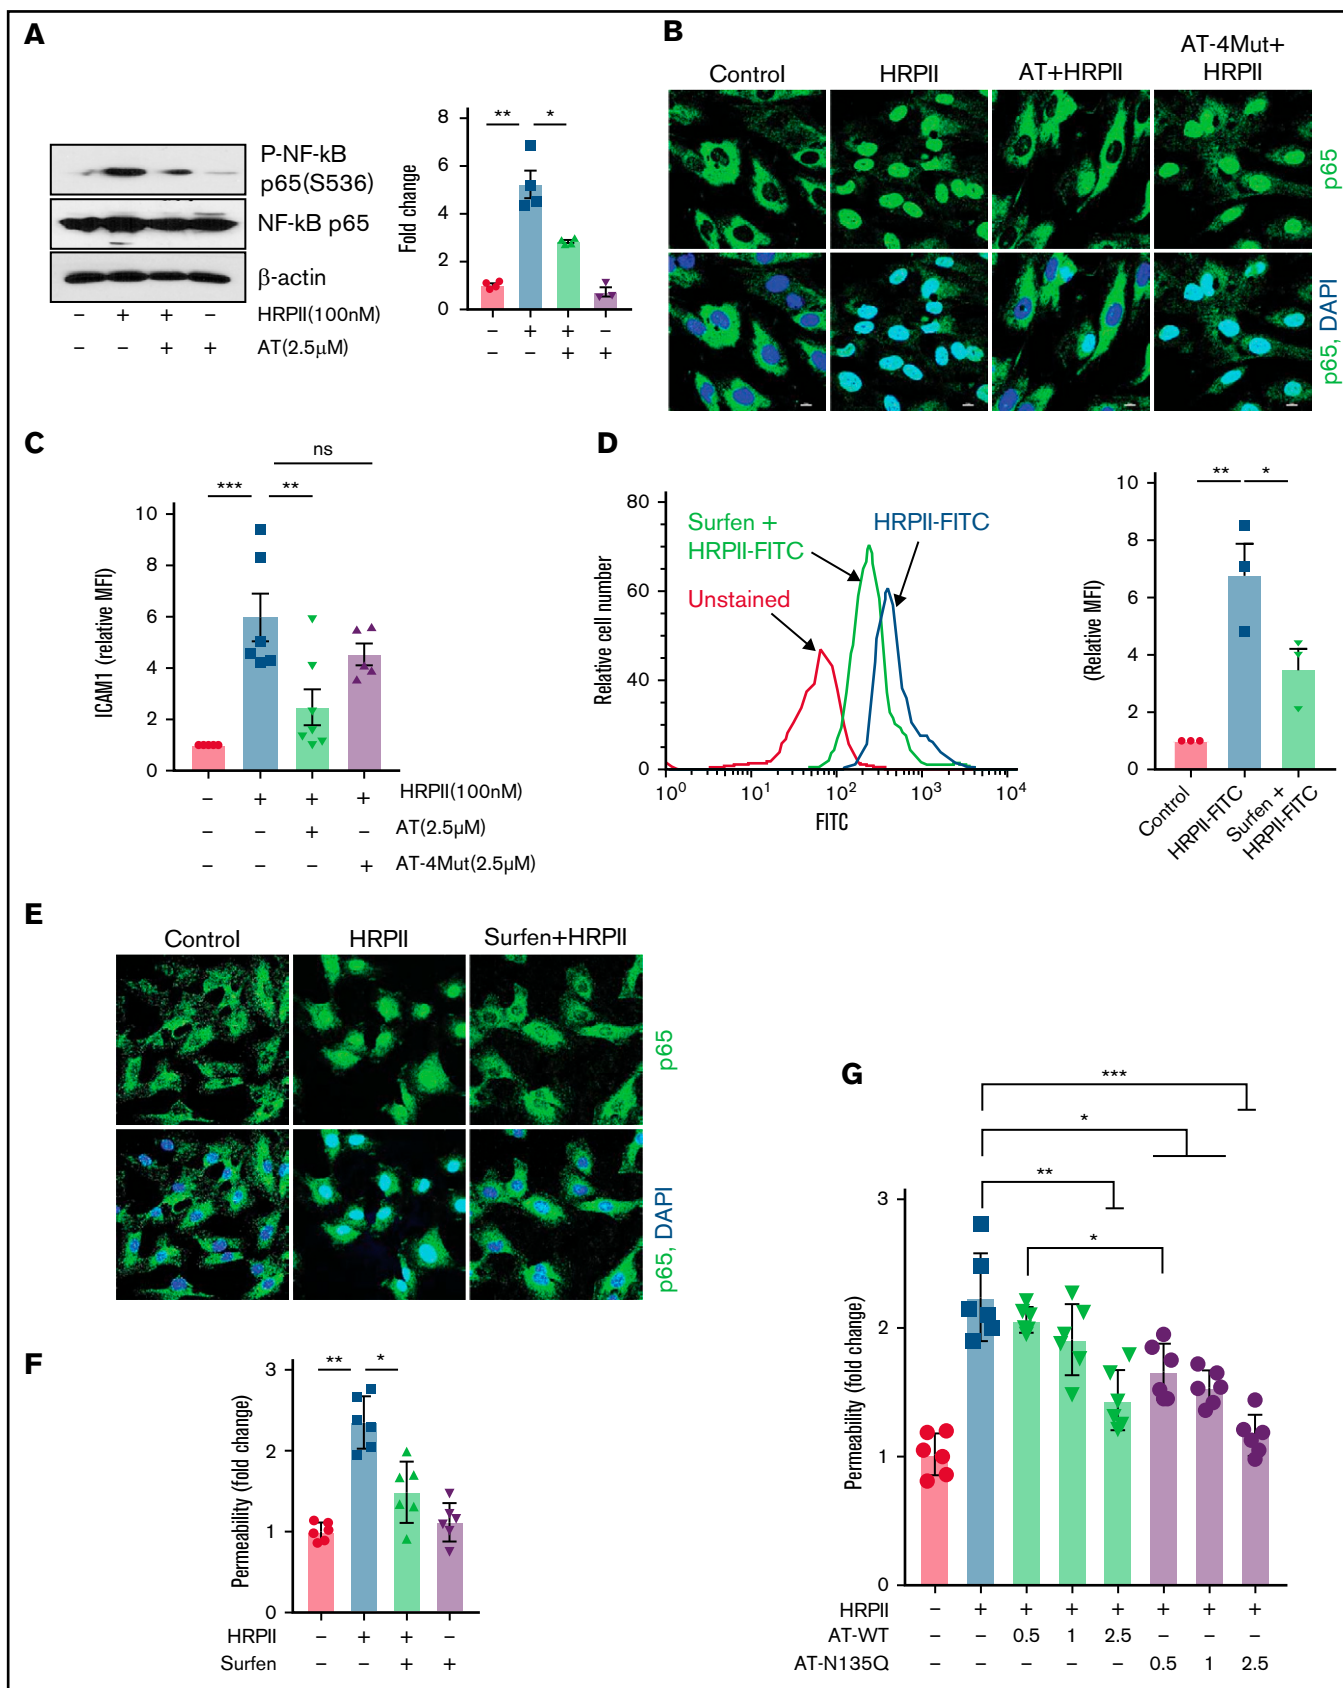 A
P-NF-kB
p65(S536)
NF-kB p65
β-actin
− + + − HRPII(100nM)
− − + + AT(2.5μM)
Fold change
8
6
4
2
0
** *
− + + −
− − + +
B
Control HRPII AT+HRPII AT-4Mut+
HRPII
p65
p65, DAPI
C
ICAM1 (relative MFI)
10
8
6
4
2
0
ns
*** **
− + + + HRPII(100nM)
− − + − AT(2.5μM)
− − − + AT-4Mut(2.5μM)
D
Relative cell number
80
60
40
0
Surfen +
HRPII-FITC
HRPII-FITC
Unstained
10⁰ 10¹ 10² 10³ 10⁴
FITC
(Relative MFI)
10
8
6
4
2
0
** *
Control
HRPII-FITC
Surfen +
HRPII-FITC
E
Control HRPII Surfen+HRPII
p65
p65, DAPI
F
Permeability (fold change)
3
2
1
0
** *
HRPII − + + −
Surfen − − + +
G
Permeability (fold change)
3
2
1
0
***
*
**
*
HRPII − + + + + + + +
AT-WT − − 0.5 1 2.5 − − −
AT-N135Q − − − − − 0.5 1 2.5